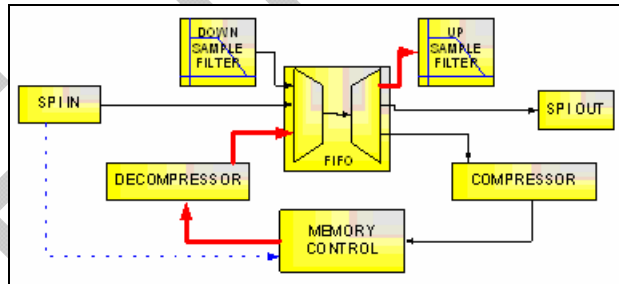 DOWN
SAMPLE
FILTER
UP
SAMPLE
FILTER
SPI IN
SPI OUT
FIFO
DECOMPRESSOR
COMPRESSOR
MEMORY
CONTROL